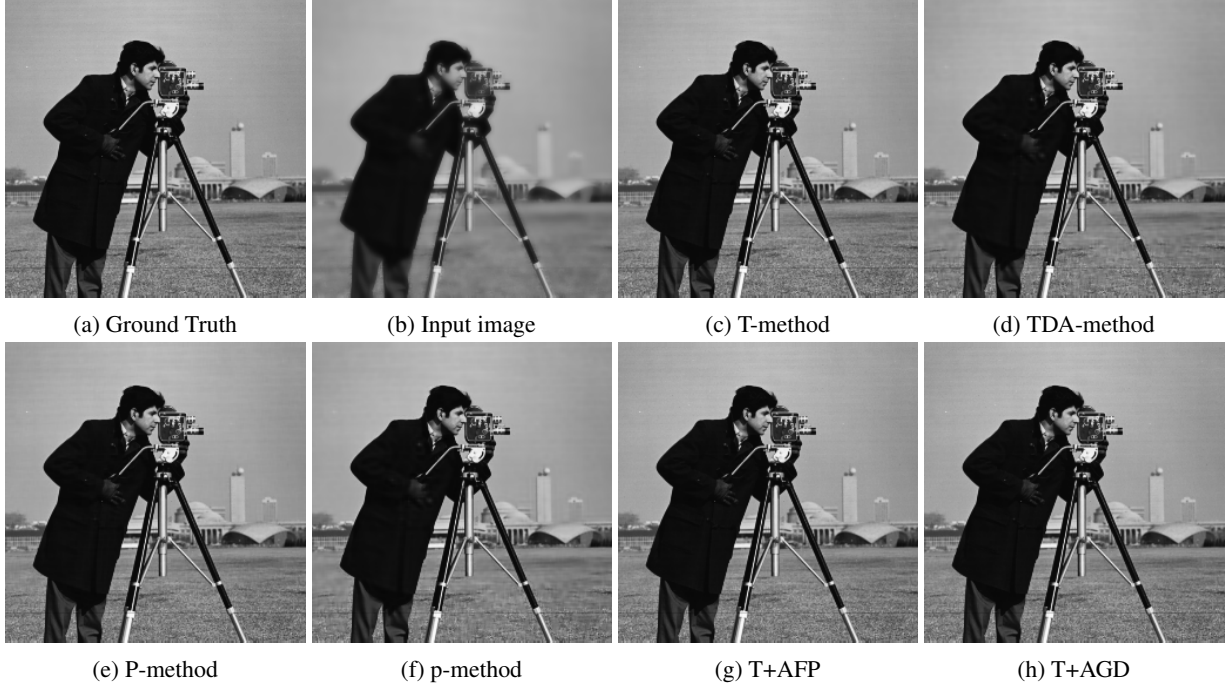 (a) Ground Truth
(b) Input image
(c) T-method
(d) TDA-method
(e) P-method
(f) p-method
(g) T+AFP
(h) T+AGD